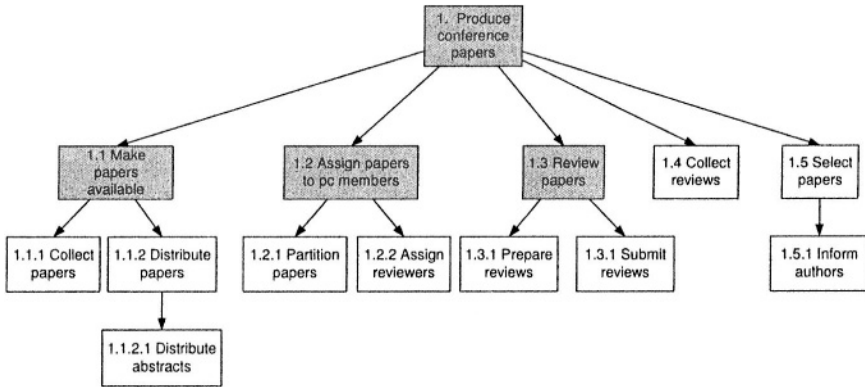 1. Produce
conference
papers
1.1 Make
papers
available
1.2 Assign papers
to pc members
1.3 Review
papers
1.4 Collect
reviews
1.5 Select
papers
1.1.1 Collect
papers
1.1.2 Distribute
papers
1.2.1 Partition
papers
1.2.2 Assign
reviewers
1.3.1 Prepare
reviews
1.3.1 Submit
reviews
1.5.1 Inform
authors
1.1.2.1 Distribute
abstracts